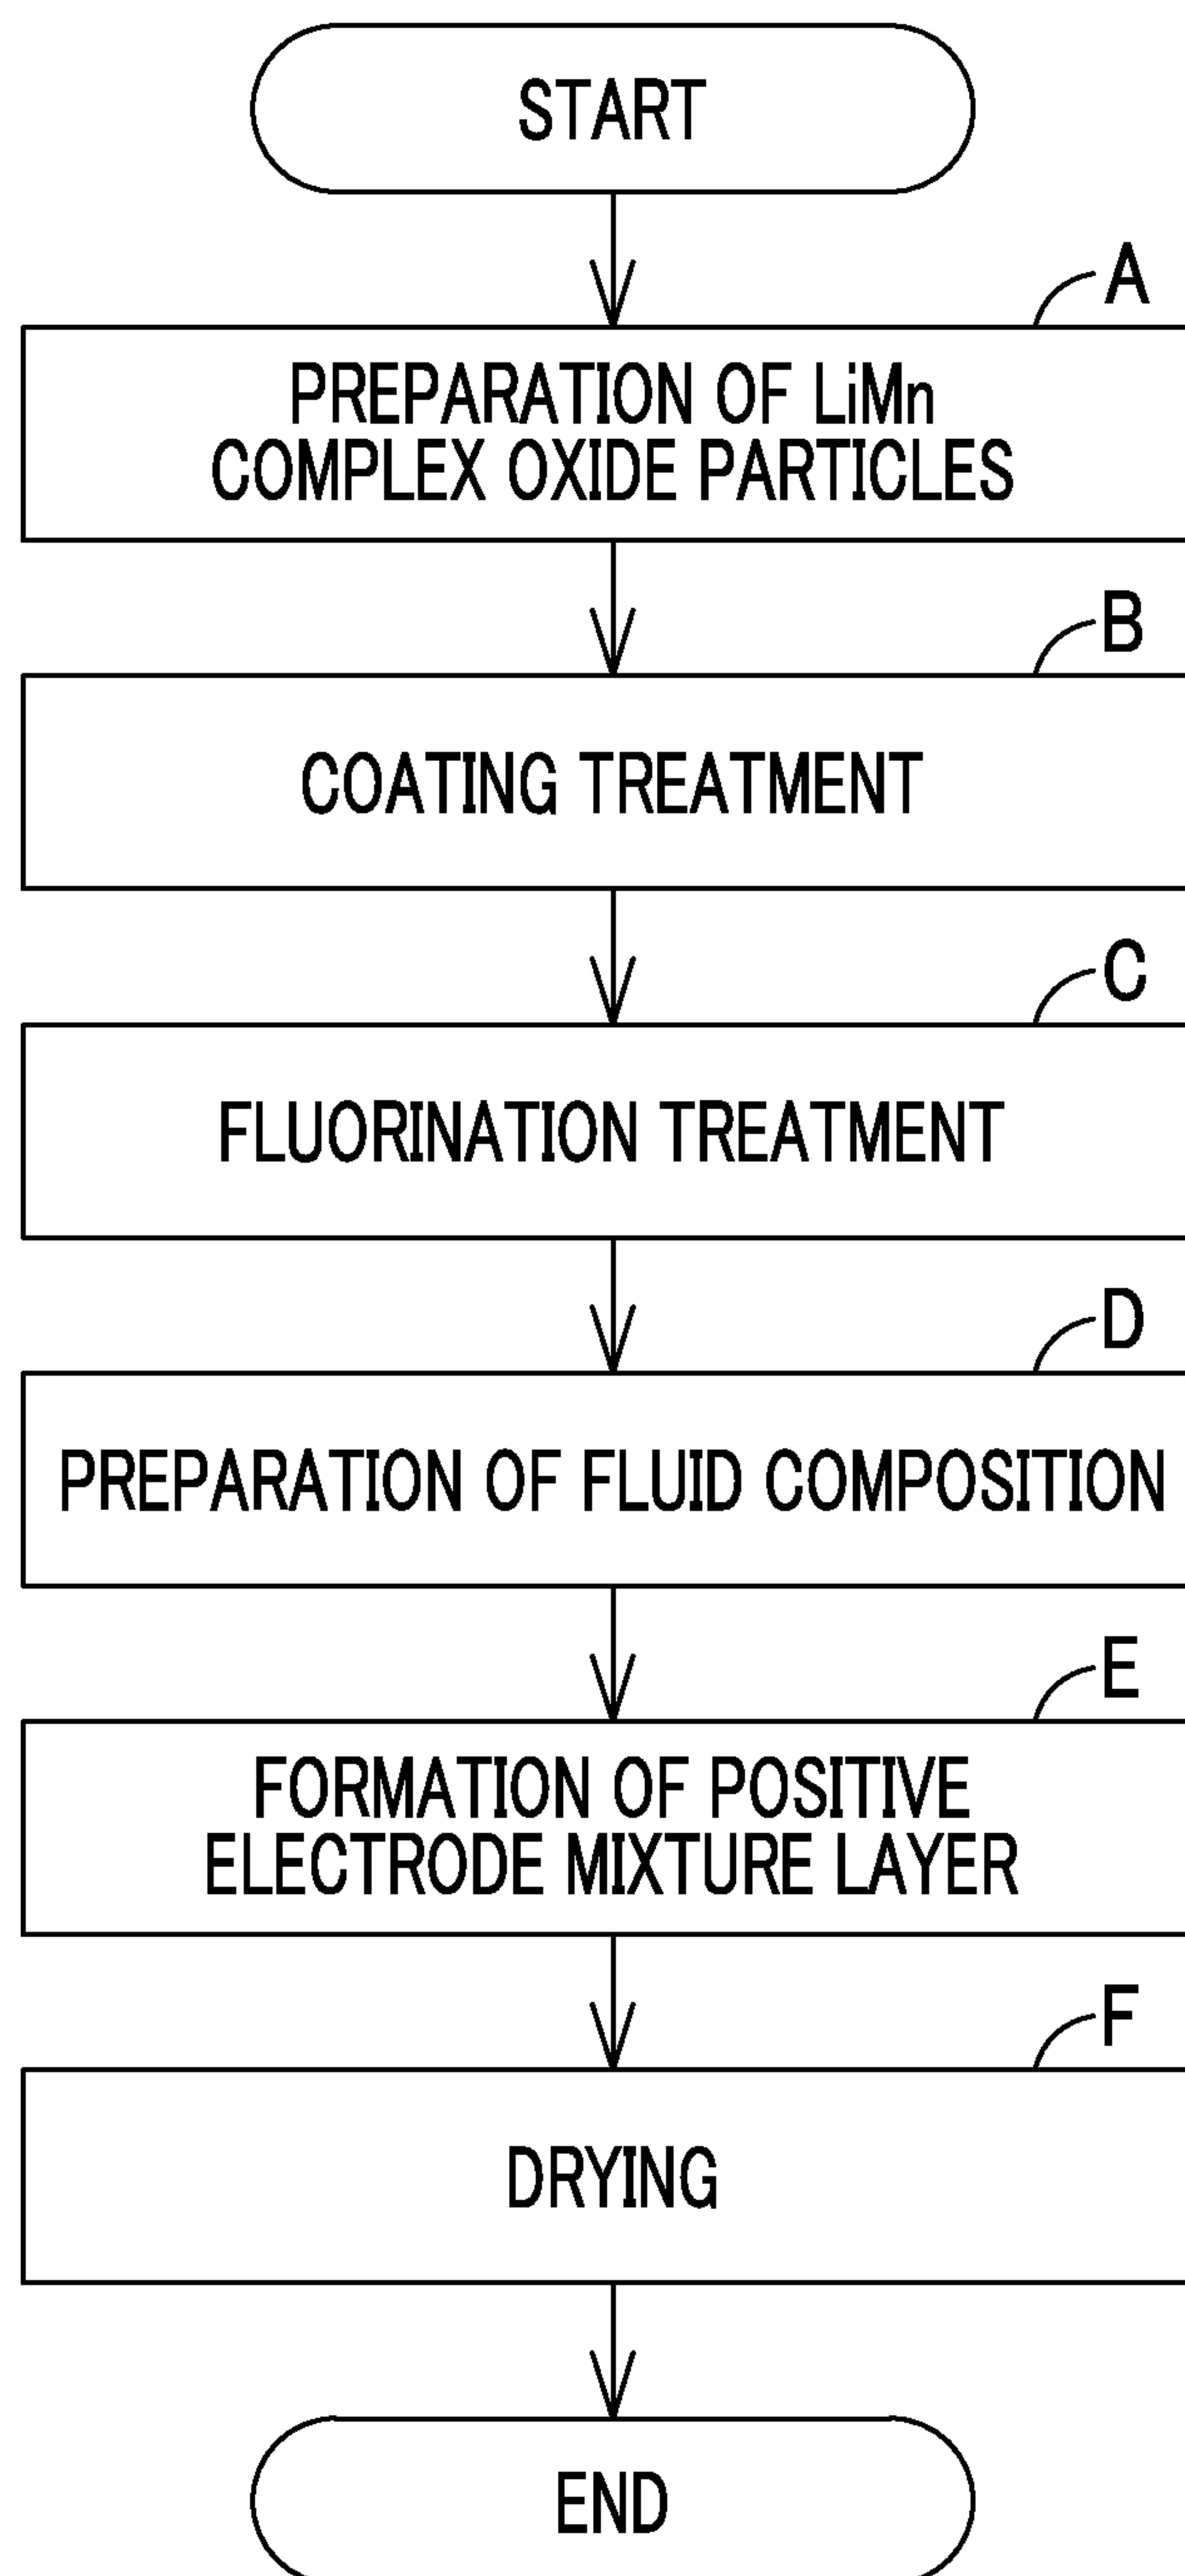 START
A
PREPARATION OF LiMn
COMPLEX OXIDE PARTICLES
B
COATING TREATMENT
C
FLUORINATION TREATMENT
D
PREPARATION OF FLUID COMPOSITION
E
FORMATION OF POSITIVE
ELECTRODE MIXTURE LAYER
F
DRYING
END